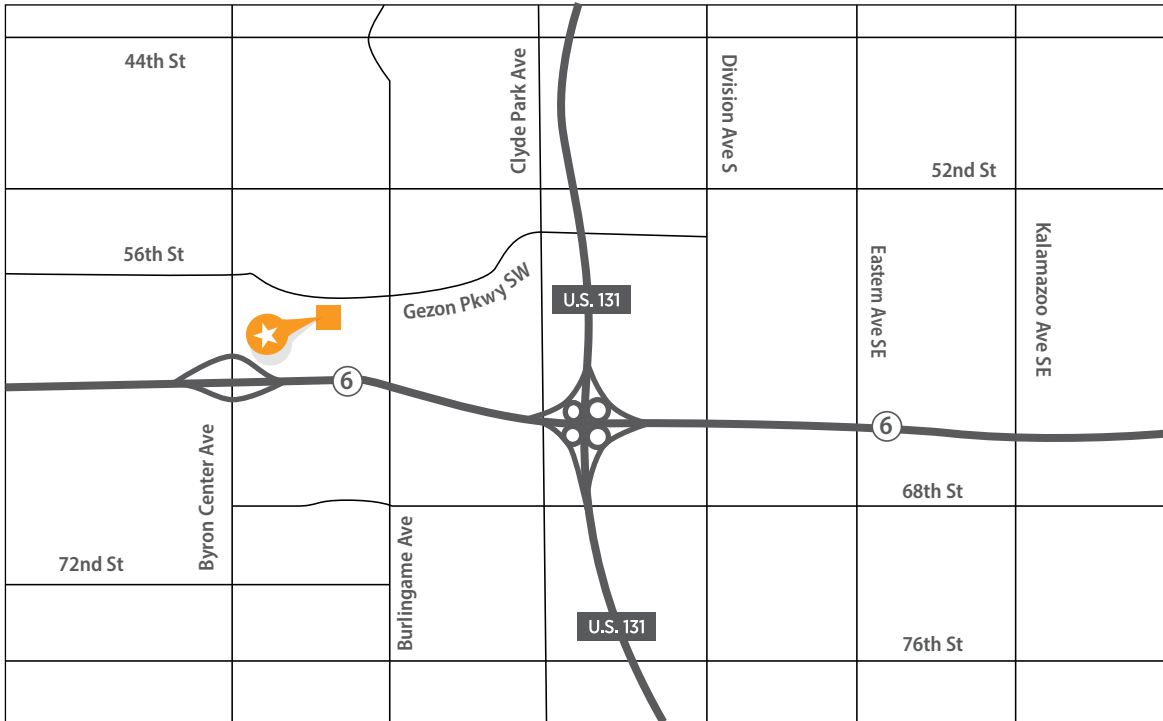 44th St
Clyde Park Ave
Division Ave S
52nd St
56th St
Gezon Pkwy SW
U.S. 131
Eastern Ave SE
Kalamazoo Ave SE
6
6
Byron Center Ave
68th St
72nd St
Burlingame Ave
U.S. 131
76th St